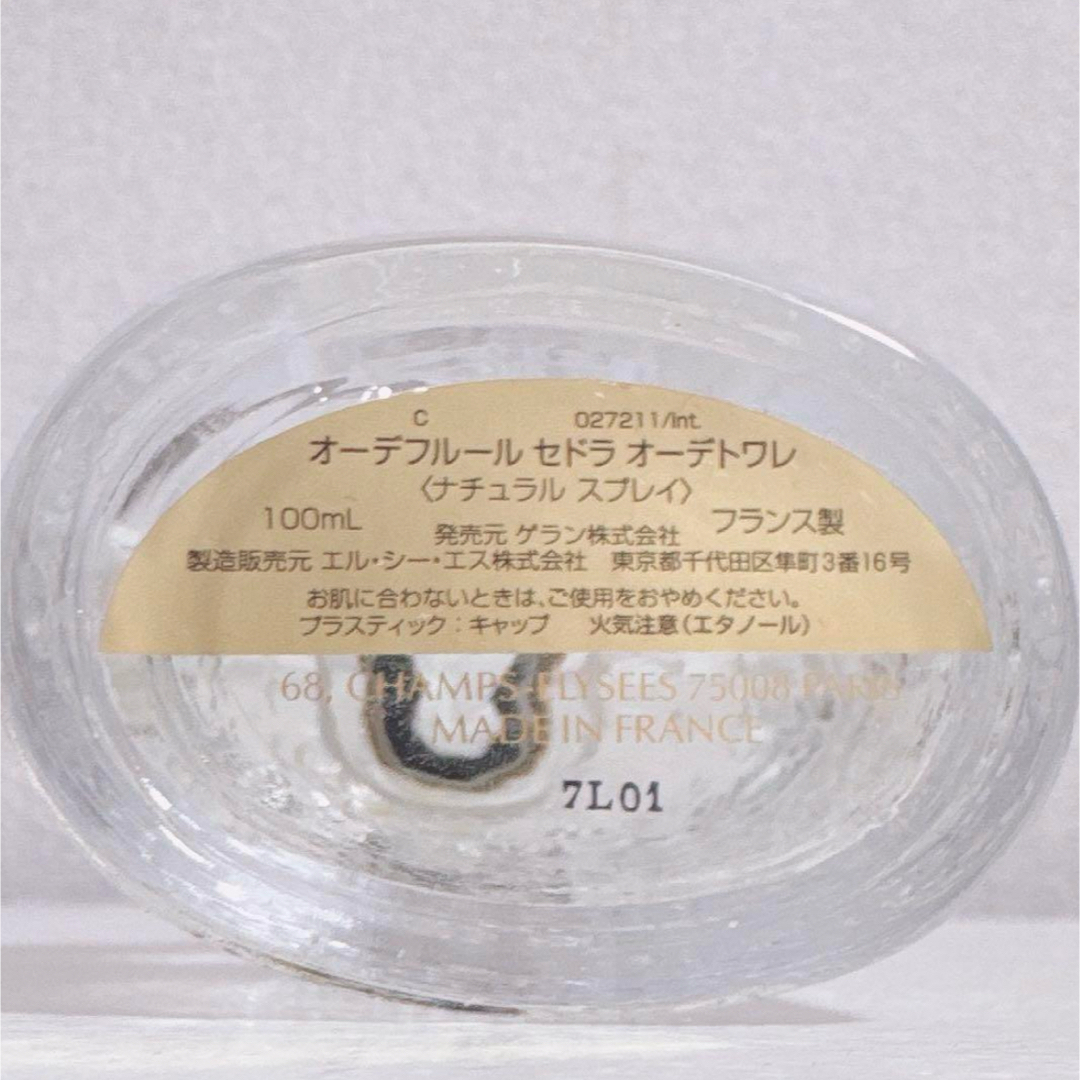 C 027211/Int.
オーデフルール セドラ オーデトワレ
〈ナチュラル スプレイ〉
100mL 発売元 ゲラン株式会社 フランス製
製造販売元 エル・シー・エス株式会社 東京都千代田区隼町3番16号
お肌に合わないときは、ご使用をおやめください。
プラスティック：キャップ 火気注意（エタノール）
68, CHAMPS-ELYSEES 75008 PARIS
MADE IN FRANCE
7L01